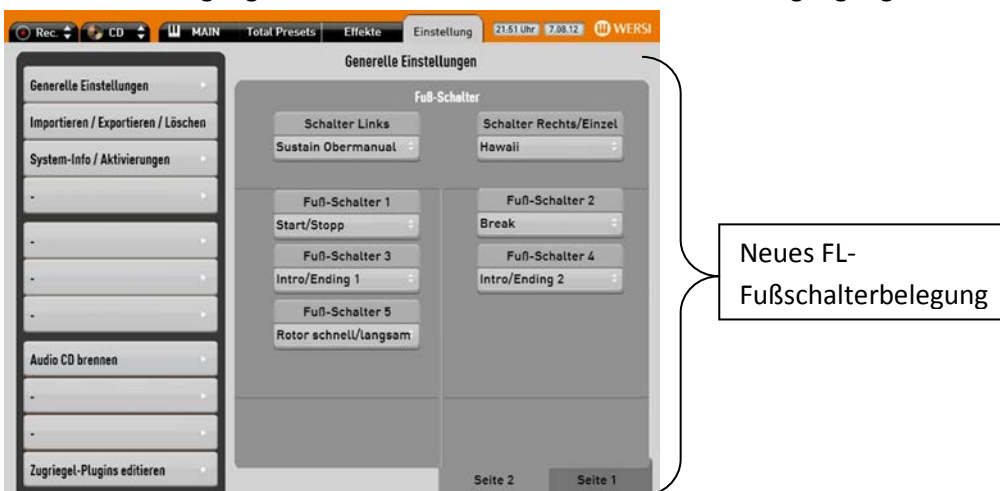 Rec. CD MAIN Total Presets Effekte Einstellung 21:51 Uhr 7.08.12 WERSI
Generelle Einstellungen
Generelle Einstellungen
Importieren / Exportieren / Löschen
System-Info / Aktivierungen
-
-
-
-
Audio CD brennen
-
-
Zugriegel-Plugins editieren
Fuß-Schalter
Schalter Links Schalter Rechts/Einzel
Sustain Obermanual Hawaii
Fuß-Schalter 1 Fuß-Schalter 2
Start/Stopp Break
Fuß-Schalter 3 Fuß-Schalter 4
Intro/Ending 1 Intro/Ending 2
Fuß-Schalter 5
Rotor schnell/langsam
Seite 2 Seite 1
Neues FL-
Fußschalterbelegung